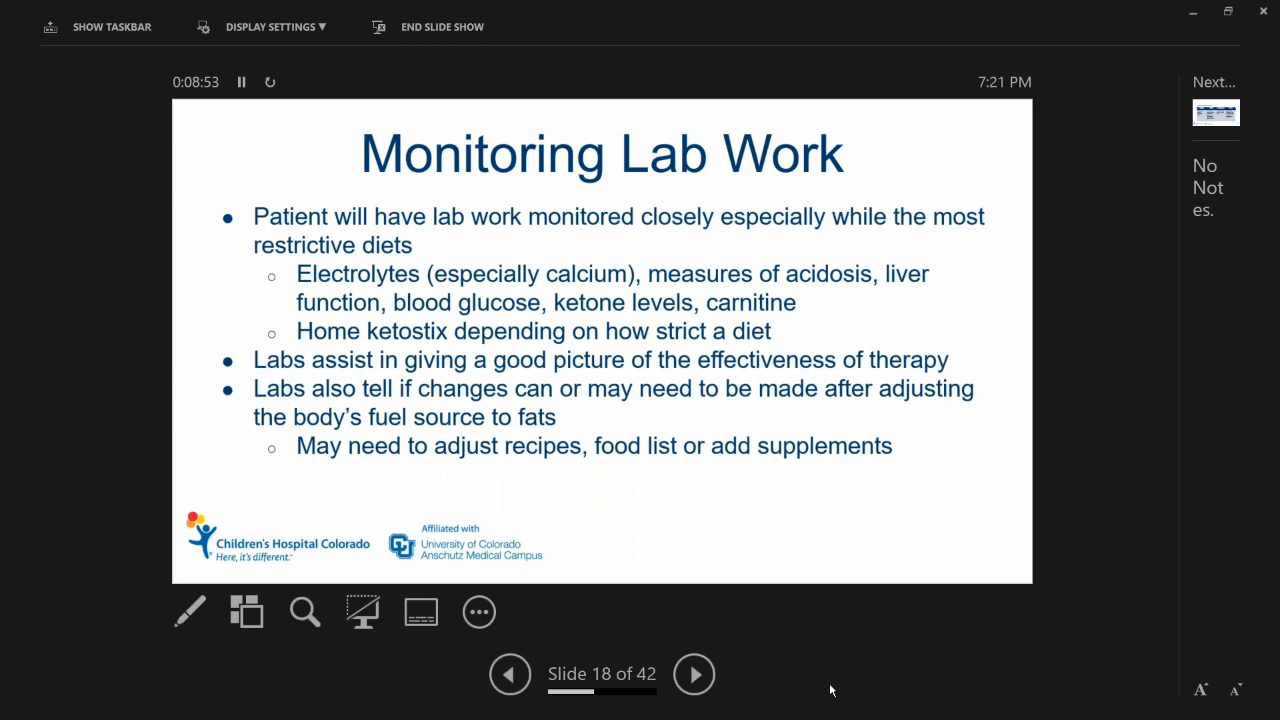 SHOW TASKBAR
DISPLAY SETTINGS ▼
END SLIDE SHOW
0:08:53
7:21 PM
Next...
Monitoring Lab Work
● Patient will have lab work monitored closely especially while the most
restrictive diets
○ Electrolytes (especially calcium), measures of acidosis, liver
function, blood glucose, ketone levels, carnitine
○ Home ketostix depending on how strict a diet
● Labs assist in giving a good picture of the effectiveness of therapy
● Labs also tell if changes can or may need to be made after adjusting
the body’s fuel source to fats
○ May need to adjust recipes, food list or add supplements
Children's Hospital Colorado
Here, it's different.
Affiliated with
University of Colorado
Anschutz Medical Campus
No
Not
es.
Slide 18 of 42
A
A